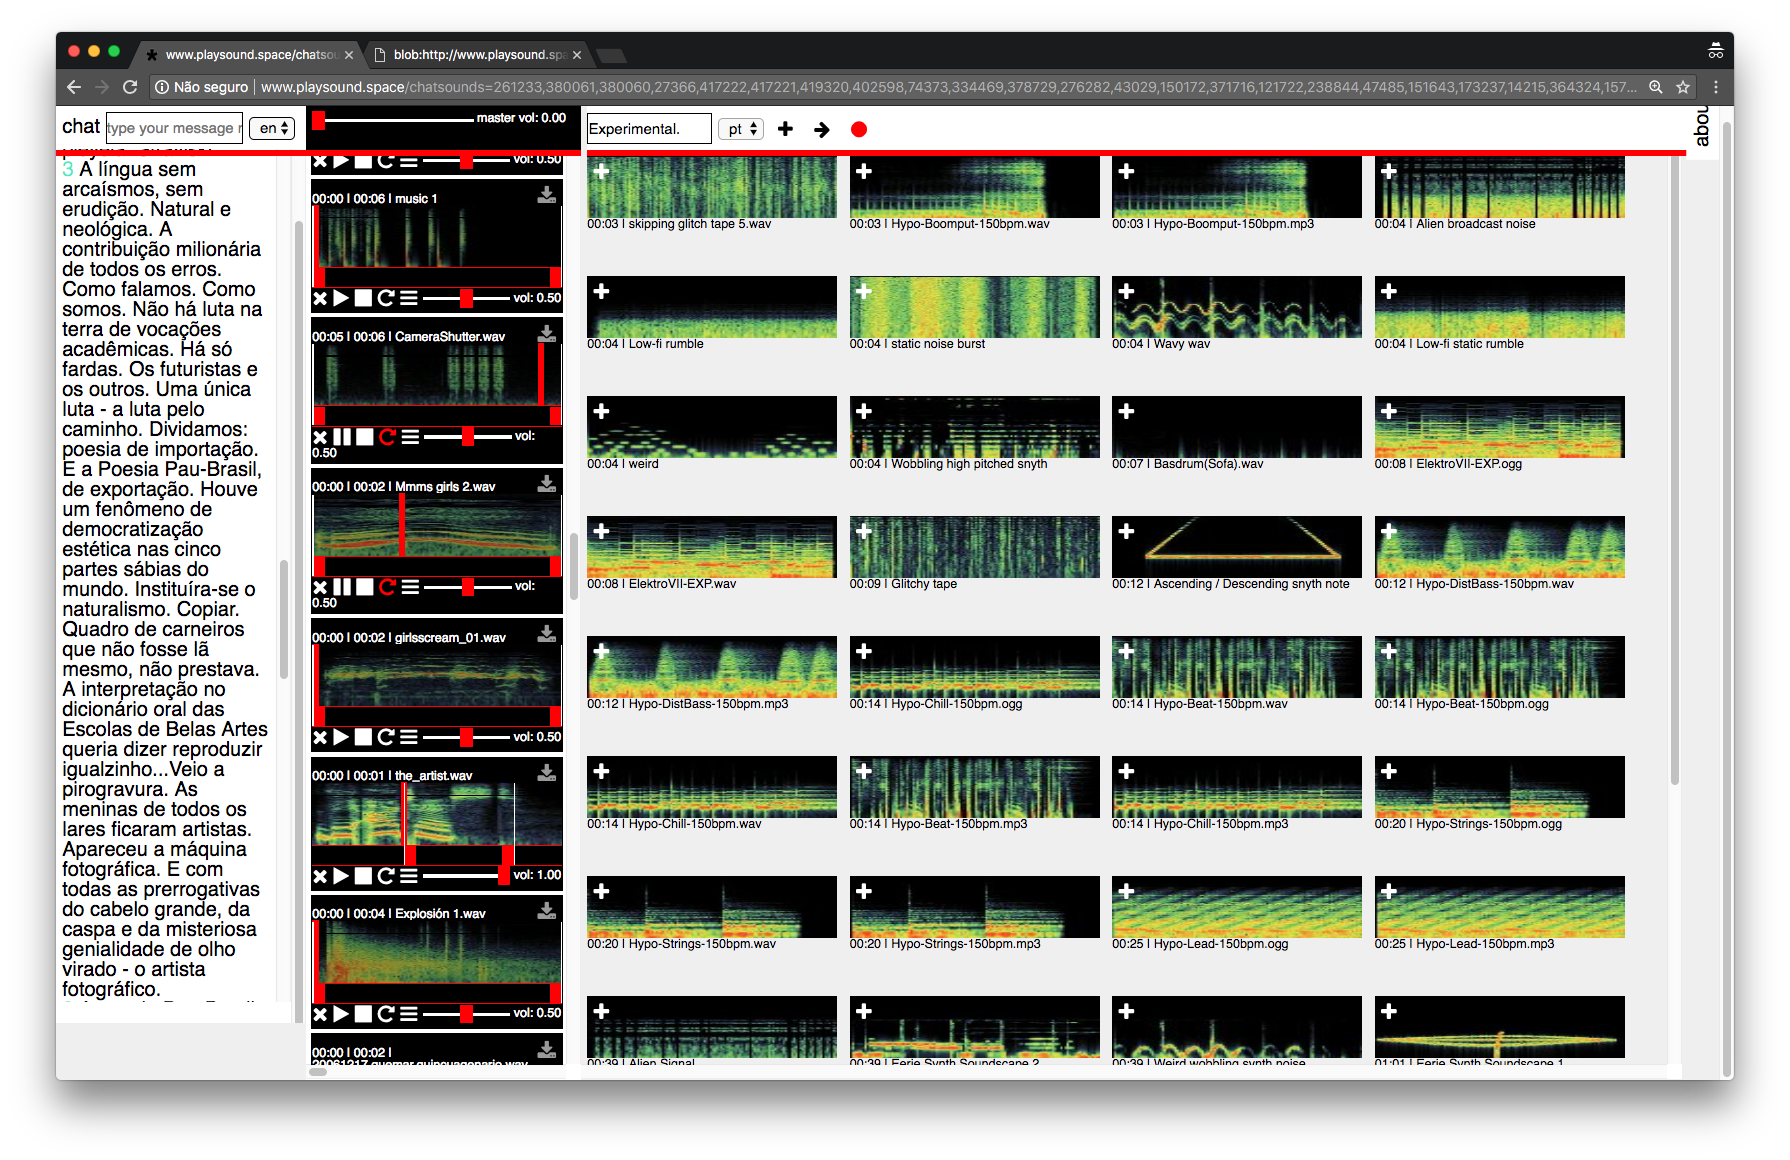 www.playsound.space/chatsou
blob:http://www.playsound.sp
Não seguro | www.playsound.space/chatsounds=261233,380061,380060,27366,417222,417221,419320,402598,74373,334469,378729,276282,43029,150172,371716,121722,238844,47485,151643,173237,14215,364324,157...
chat type your message en
3 A língua sem
arcaísmos, sem
erudição. Natural e
neológica. A
contribuição milionária
de todos os erros.
Como falamos. Como
somos. Não há luta na
terra de vocações
acadêmicas. Há só
fardas. Os futuristas e
os outros. Uma única
luta - a luta pelo
caminho. Dividamos:
poesia de importação.
E a Poesia Pau-Brasil,
de exportação. Houve
um fenômeno de
democratização
estética nas cinco
partes sábias do
mundo. Instituíra-se o
naturalismo. Copiar.
Quadro de carneiros
que não fosse lã
mesmo, não prestava.
A interpretação no
dicionário oral das
Escolas de Belas Artes
queria dizer reproduzir
igualzinho...Veio a
pirogravura. As
meninas de todos os
lares ficaram artistas.
Apareceu a máquina
fotográfica. E com
todas as prerrogativas
do cabelo grande, da
caspa e da misteriosa
genialidade de olho
virado - o artista
fotográfico.
master vol: 0.00
vol: 0.50
00:00 | 00:06 | music 1
vol: 0.50
00:05 | 00:06 | CameraShutter.wav
vol:
0.50
00:00 | 00:02 | Mmms girls 2.wav
vol:
0.50
00:00 | 00:02 | girlsscream_01.wav
vol: 0.50
00:00 | 00:01 | the_artist.wav
vol: 1.00
00:00 | 00:04 | Explosión 1.wav
vol: 0.50
00:00 | 00:02 |
Experimental. pt
abou
00:03 | skipping glitch tape 5.wav
00:03 | Hypo-Boomput-150bpm.wav
00:03 | Hypo-Boomput-150bpm.mp3
00:04 | Alien broadcast noise
00:04 | Low-fi rumble
00:04 | static noise burst
00:04 | Wavy wav
00:04 | Low-fi static rumble
00:04 | weird
00:04 | Wobbling high pitched snyth
00:07 | Basdrum(Sofa).wav
00:08 | ElektroVII-EXP.ogg
00:08 | ElektroVII-EXP.wav
00:09 | Glitchy tape
00:12 | Ascending / Descending snyth note
00:12 | Hypo-DistBass-150bpm.wav
00:12 | Hypo-DistBass-150bpm.mp3
00:14 | Hypo-Chill-150bpm.ogg
00:14 | Hypo-Beat-150bpm.wav
00:14 | Hypo-Beat-150bpm.ogg
00:14 | Hypo-Chill-150bpm.wav
00:14 | Hypo-Beat-150bpm.mp3
00:14 | Hypo-Chill-150bpm.mp3
00:20 | Hypo-Strings-150bpm.ogg
00:20 | Hypo-Strings-150bpm.wav
00:20 | Hypo-Strings-150bpm.mp3
00:25 | Hypo-Lead-150bpm.ogg
00:25 | Hypo-Lead-150bpm.mp3
00:39 | Alien Signal
00:39 | Eerie Synth Soundscape 2
00:39 | Weird wobbling synth noise
01:01 | Eerie Synth Soundscape 1